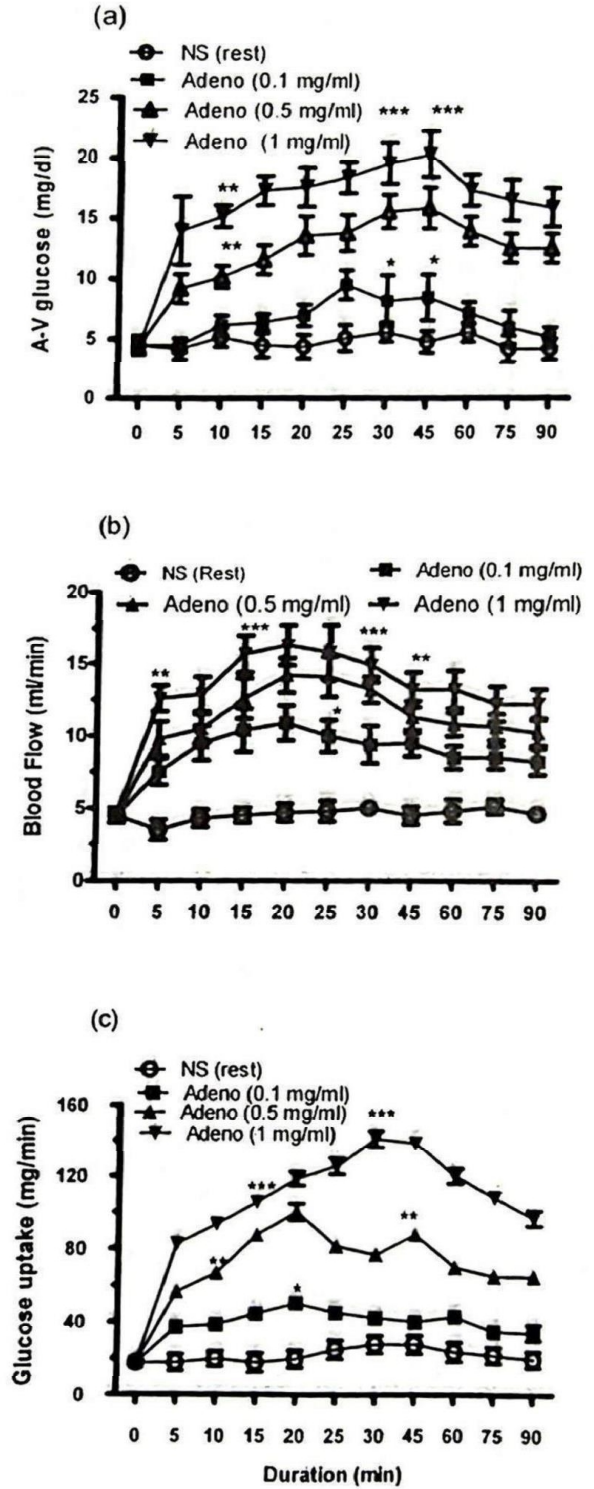 (a)
NS (rest)
Adeno (0.1 mg/ml)
Adeno (0.5 mg/ml)
Adeno (1 mg/ml)
A-V glucose (mg/dl)
25
20
15
10
5
0
*** ***
**
**
* *
0 5 10 15 20 25 30 45 60 75 90
(b)
NS (Rest) Adeno (0.1 mg/ml)
Adeno (0.5 mg/ml) Adeno (1 mg/ml)
Blood Flow (ml/min)
20
15
10
5
0
*** ***
** **
*
0 5 10 15 20 25 30 45 60 75 90
(c)
NS (rest)
Adeno (0.1 mg/ml)
Adeno (0.5 mg/ml)
Adeno (1 mg/ml)
Glucose uptake (mg/min)
160
120
80
40
0
***
***
**
**
*
0 5 10 15 20 25 30 45 60 75 90
Duration (min)